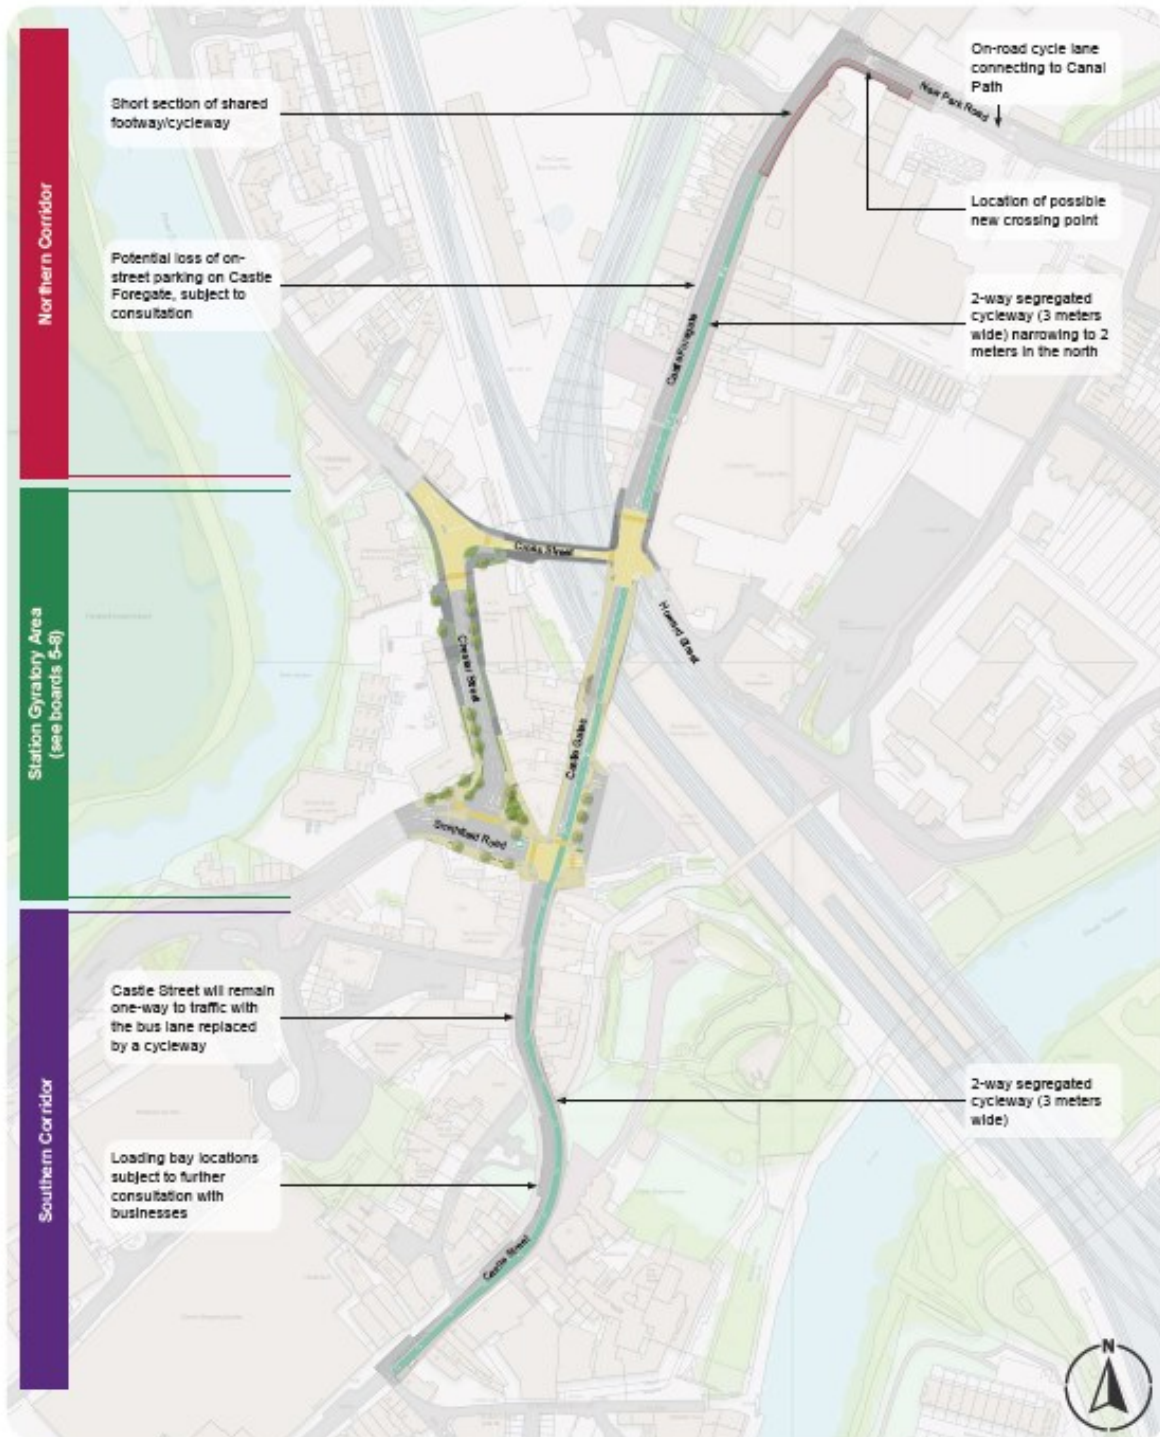 Northern Corridor
Short section of shared
footway/cycleway
Potential loss of on-
street parking on Castle
Foregate, subject to
consultation
On-road cycle lane
connecting to Canal
Path
New Park Road
Location of possible
new crossing point
2-way segregated
cycleway (3 meters
wide) narrowing to 2
meters in the north
Castle Foregate
Station Gyratory Area
(see boards 5-8)
Cocks Street
Howard Street
Chester Street
Castle Gates
Smithfield Road
Southern Corridor
Castle Street will remain
one-way to traffic with
the bus lane replaced
by a cycleway
2-way segregated
cycleway (3 meters
wide)
Loading bay locations
subject to further
consultation with
businesses
Castle Street
N